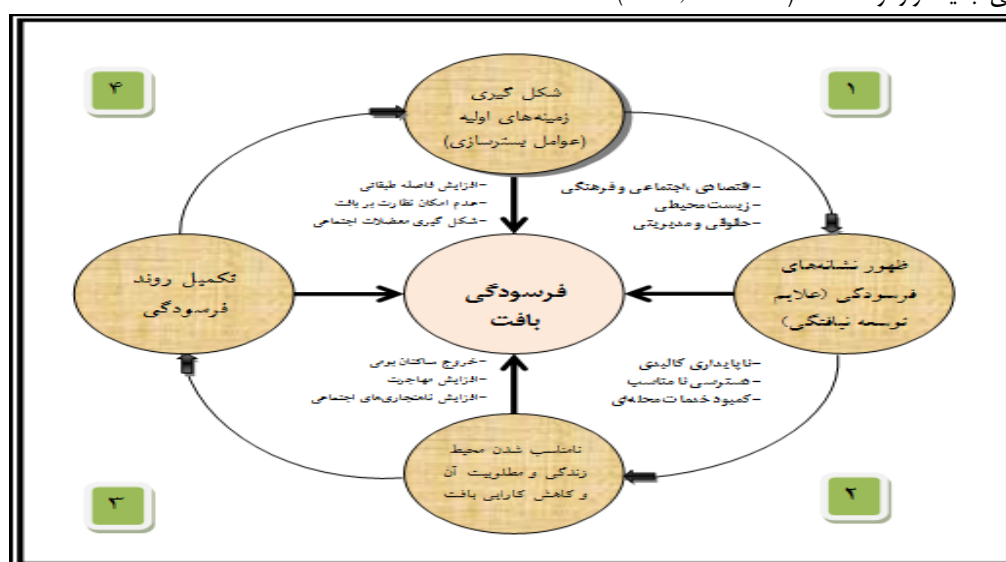 ۱
۴
شکل گیری
زمینه‌های اولیه
(عوامل بسترسازی)
-اقتصادی ،اجتماعی و فرهنگی
-زیست محیطی
-حقوقی و مدیریتی
-افزایش فاصله طبقاتی
-عدم امکان نظارت بر بافت
-شکل گیری معضلات اجتماعی
ظهور نشانه‌های
فرسودگی (علایم
توسعه نیافتگی)
فرسودگی
بافت
تکمیل روند
فرسودگی
-ناپایداری کالبدی
-دسترسی نامناسب
-کمبود خدمات محله‌ای
-خروج ساکنان بومی
-افزایش مهاجرت
-افزایش ناهنجاری‌های اجتماعی
نامناسب شدن محیط
زندگی و مطلوبیت آن
و کاهش کارایی بافت
۲
۳